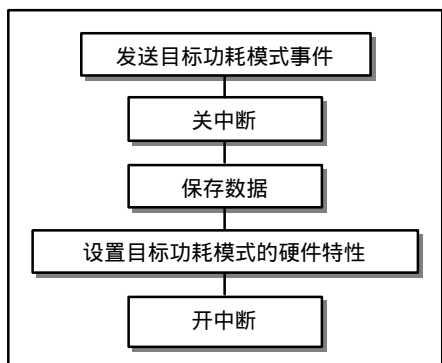 发送目标功耗模式事件
关中断
保存数据
设置目标功耗模式的硬件特性
开中断